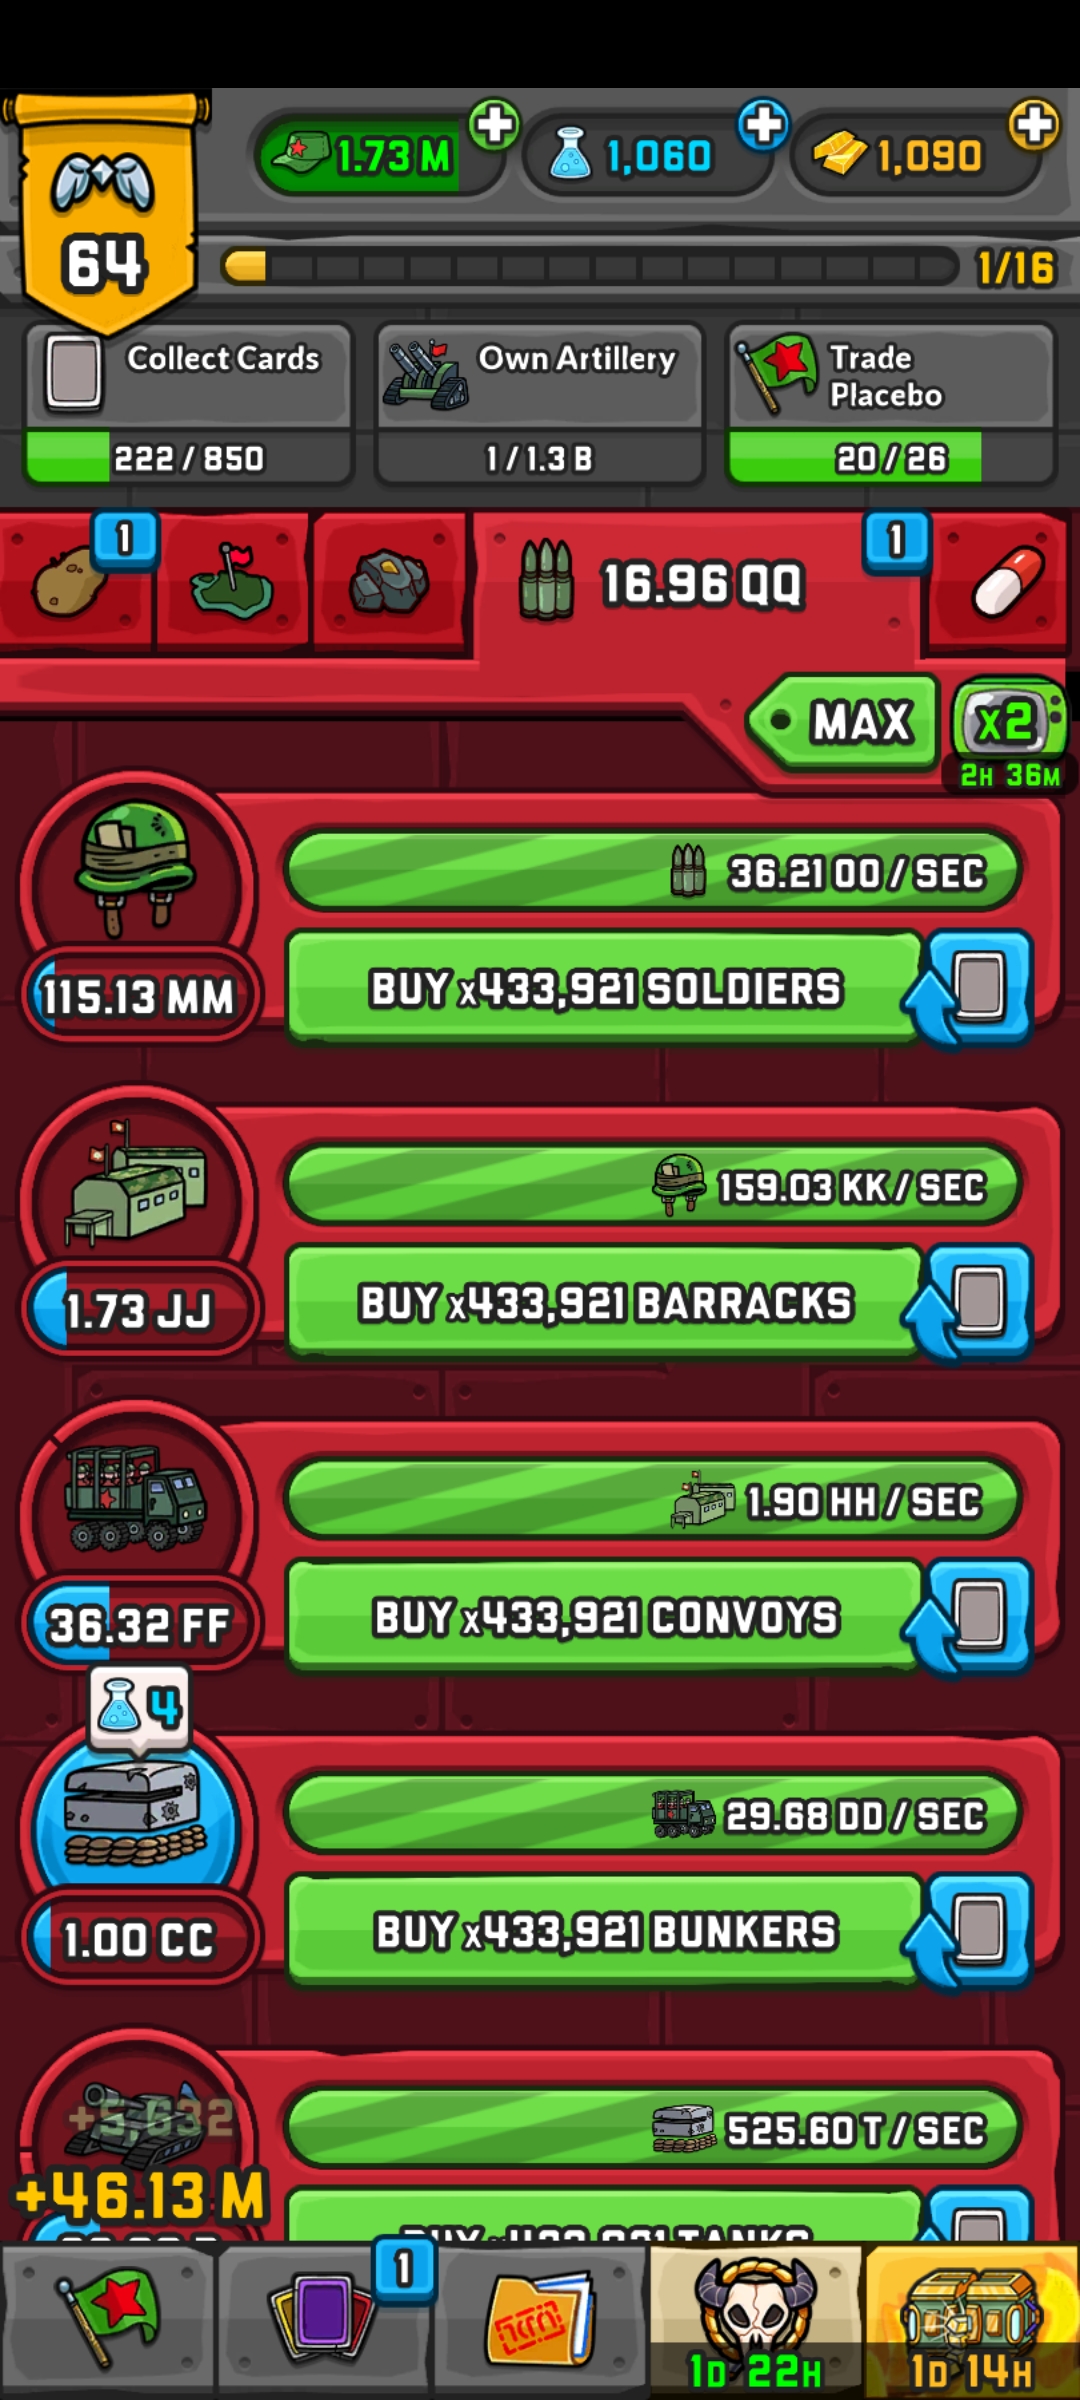 64
1.73 M
1,060
1,090
1/16
Collect Cards
222 / 850
Own Artillery
1 / 1.3 B
Trade
Placebo
20 / 26
1
16.96 QQ
1
MAX
x2
2H 36M
36.21 OO / SEC
115.13 MM
BUY x433,921 SOLDIERS
159.03 KK / SEC
1.73 JJ
BUY x433,921 BARRACKS
1.90 HH / SEC
36.32 FF
BUY x433,921 CONVOYS
4
29.68 DD / SEC
1.00 CC
BUY x433,921 BUNKERS
+5,632
525.60 T / SEC
+46.13 M
TANKS
1
1D 22H
1D 14H